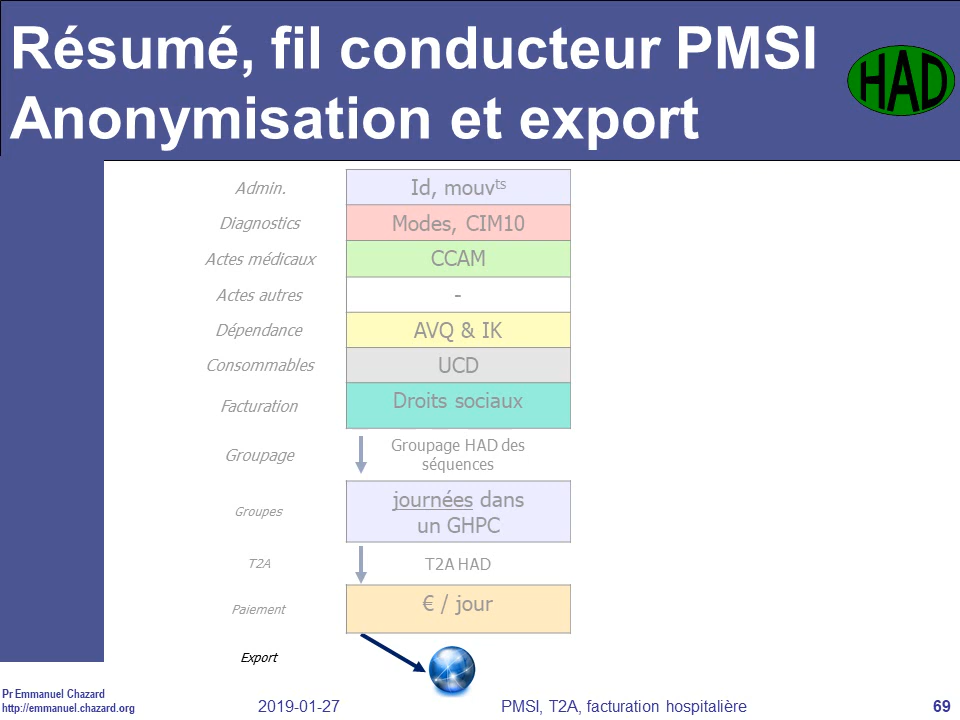 Résumé, fil conducteur PMSI
Anonymisation et export
HAD
Admin.
Id, mouvts
Diagnostics
Modes, CIM10
Actes médicaux
CCAM
Actes autres
-
Dépendance
AVQ & IK
Consommables
UCD
Facturation
Droits sociaux
Groupage
Groupage HAD des
séquences
Groupes
journées dans
un GHPC
T2A
T2A HAD
Paiement
€ / jour
Export
Pr Emmanuel Chazard
http://emmanuel.chazard.org
2019-01-27
PMSI, T2A, facturation hospitalière
69